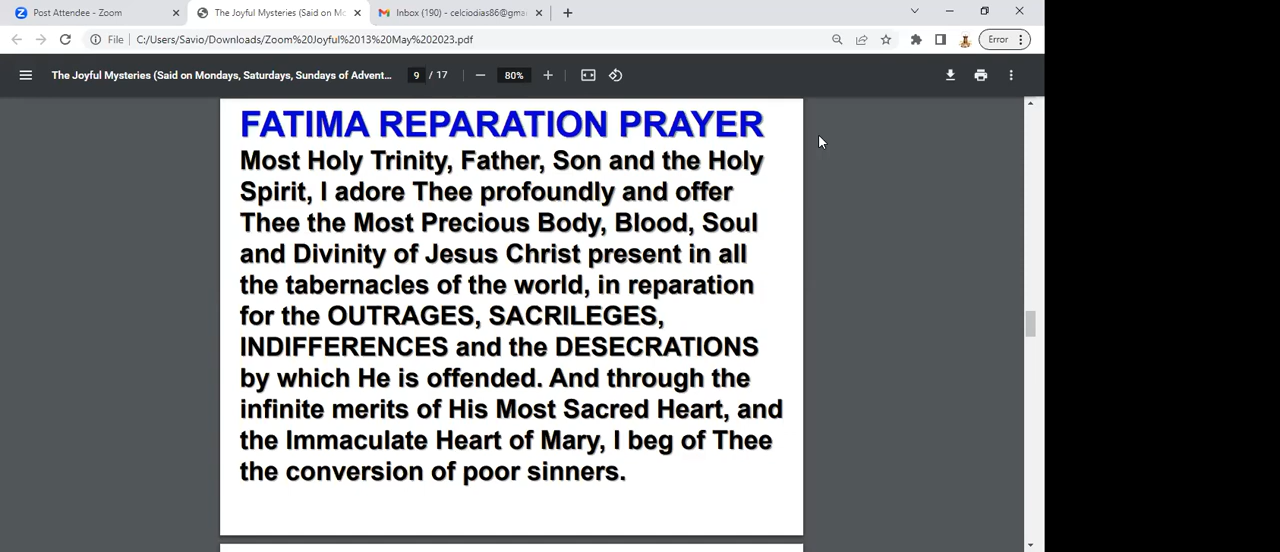 Post Attendee - Zoom
The Joyful Mysteries (Said on Mo
Inbox (190) - celciodias86@gma
File
C:/Users/Savio/Downloads/Zoom%20Joyful%2013%20May%202023.pdf
Error
The Joyful Mysteries (Said on Mondays, Saturdays, Sundays of Advent...
9 / 17
80%
FATIMA REPARATION PRAYER
Most Holy Trinity, Father, Son and the Holy
Spirit, I adore Thee profoundly and offer
Thee the Most Precious Body, Blood, Soul
and Divinity of Jesus Christ present in all
the tabernacles of the world, in reparation
for the OUTRAGES, SACRILEGES,
INDIFFERENCES and the DESECRATIONS
by which He is offended. And through the
infinite merits of His Most Sacred Heart, and
the Immaculate Heart of Mary, I beg of Thee
the conversion of poor sinners.